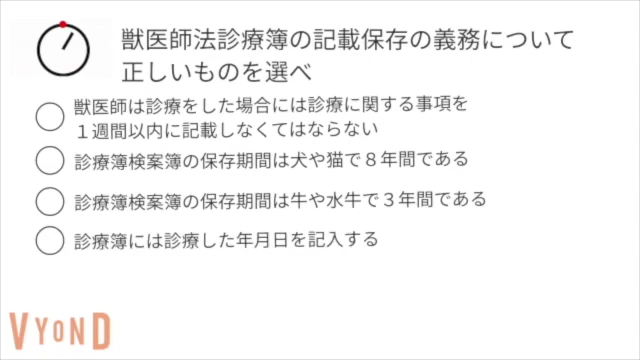 獣医師法診療簿の記載保存の義務について
正しいものを選べ
獣医師は診療をした場合には診療に関する事項を
１週間以内に記載しなくてはならない
診療簿検案簿の保存期間は犬や猫で８年間である
診療簿検案簿の保存期間は牛や水牛で３年間である
診療簿には診療した年月日を記入する
VYOND